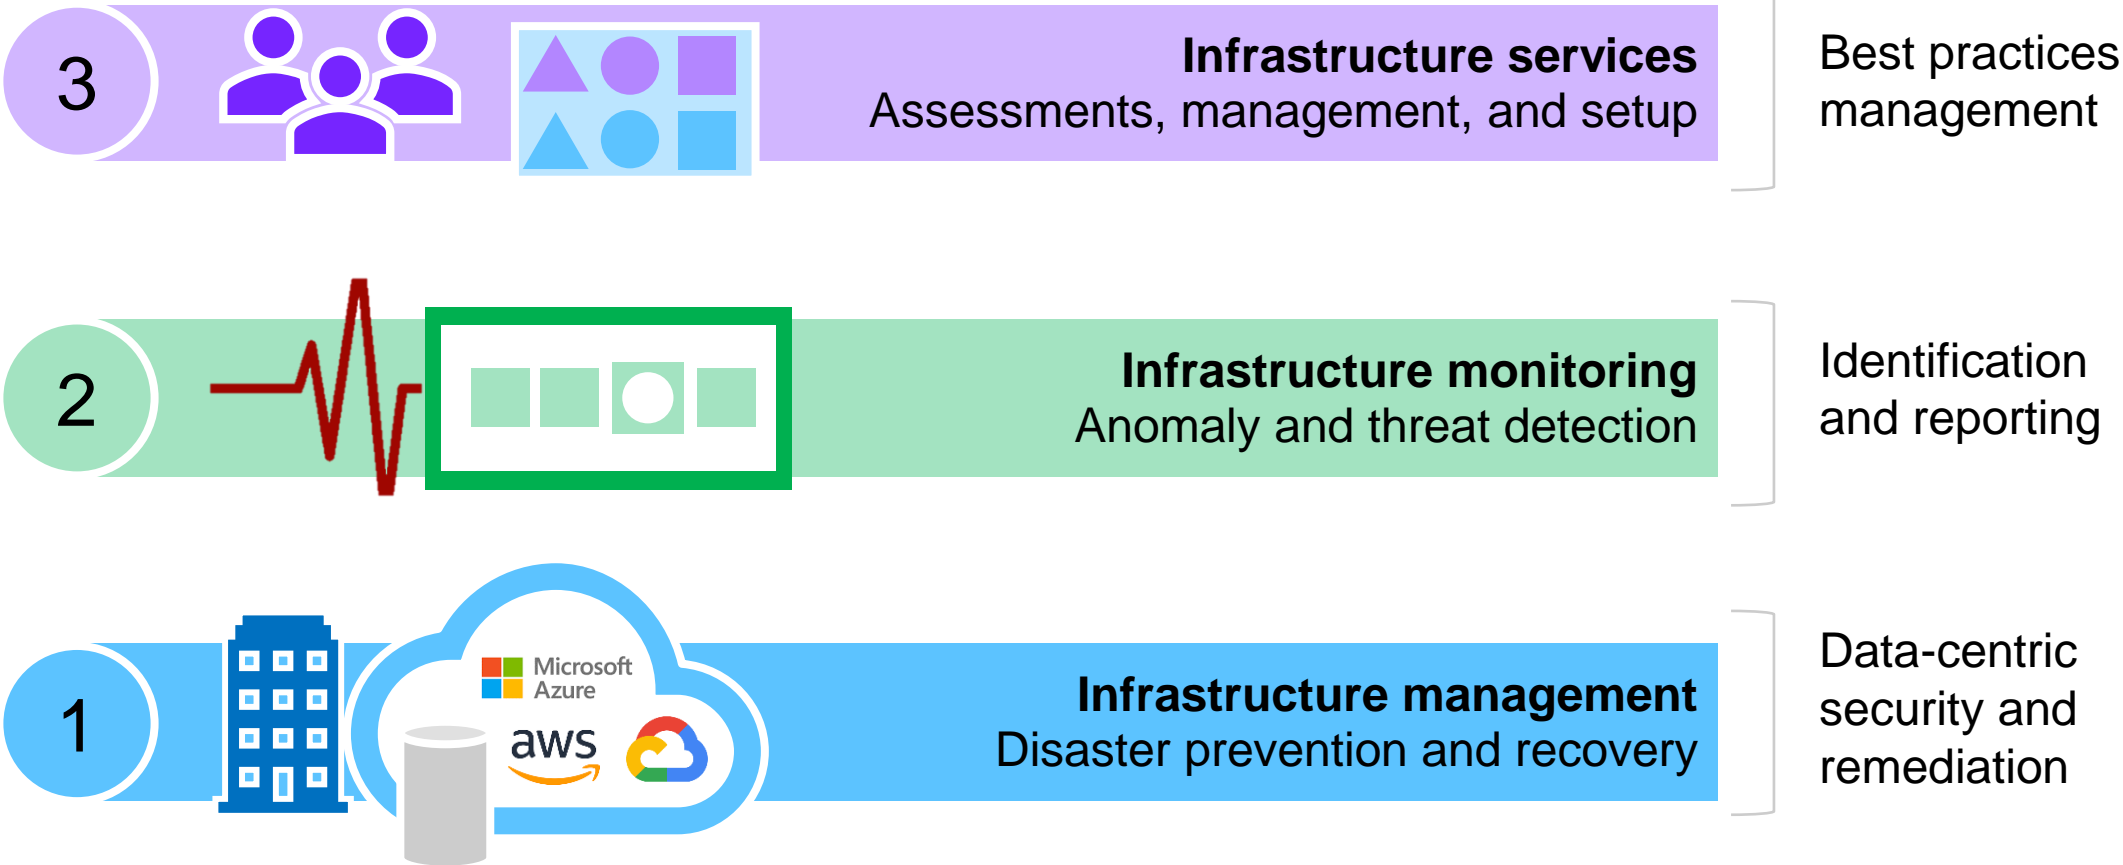 3
Infrastructure services
Assessments, management, and setup
Best practices
management
2
Infrastructure monitoring
Anomaly and threat detection
Identification
and reporting
1
Microsoft
Azure
aws
Infrastructure management
Disaster prevention and recovery
Data-centric
security and
remediation